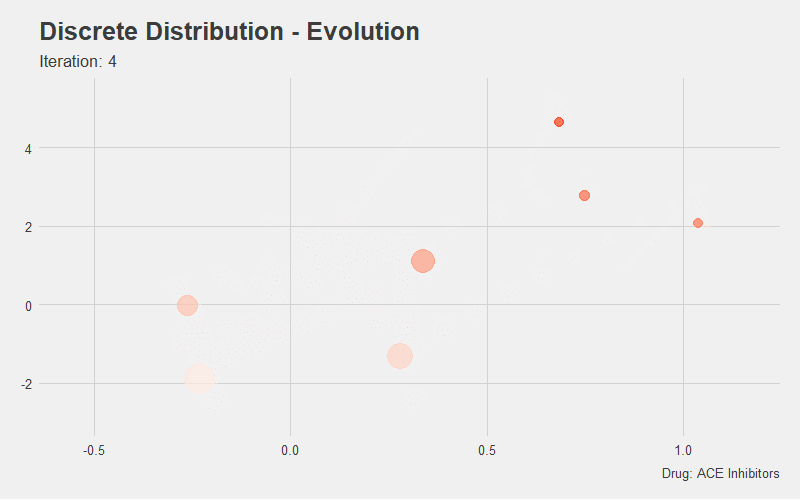 Discrete Distribution - Evolution
Iteration: 4
4
2
0
-2
-0.5 0.0 0.5 1.0
Drug: ACE Inhibitors